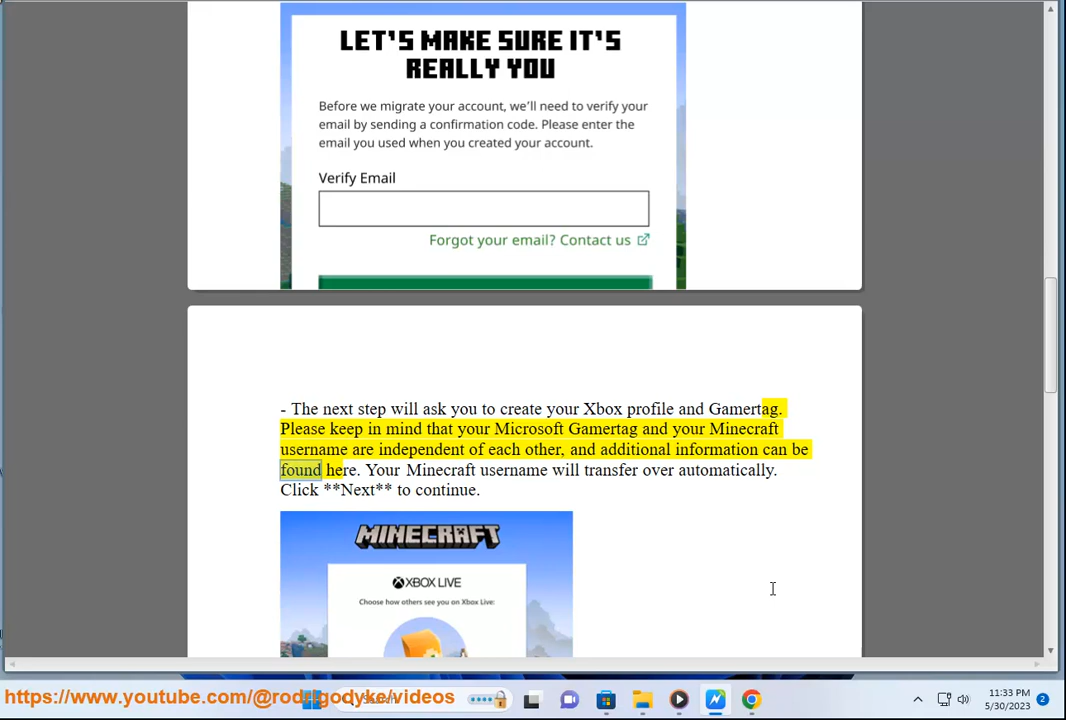 LET'S MAKE SURE IT'S
REALLY YOU
Before we migrate your account, we'll need to verify your
email by sending a confirmation code. Please enter the
email you used when you created your account.
Verify Email
Forgot your email? Contact us
- The next step will ask you to create your Xbox profile and Gamertag.
Please keep in mind that your Microsoft Gamertag and your Minecraft
username are independent of each other, and additional information can be
found here. Your Minecraft username will transfer over automatically.
Click **Next** to continue.
MINECRAFT
XBOX LIVE
Choose how others see you on Xbox Live:
https://www.youtube.com/@rodrigodyke/videos
11:33 PM
5/30/2023
2